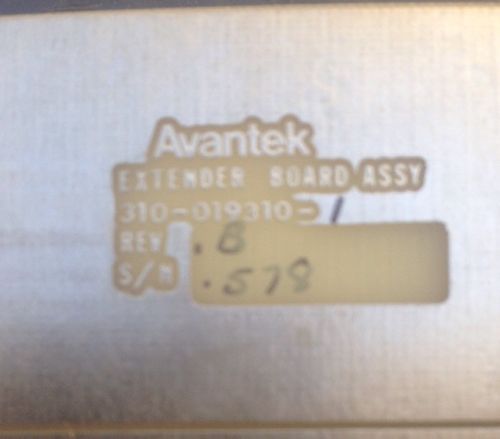 Avantek
EXTENDER BOARD ASSY
310-019310-1
REV .B
S/N .578